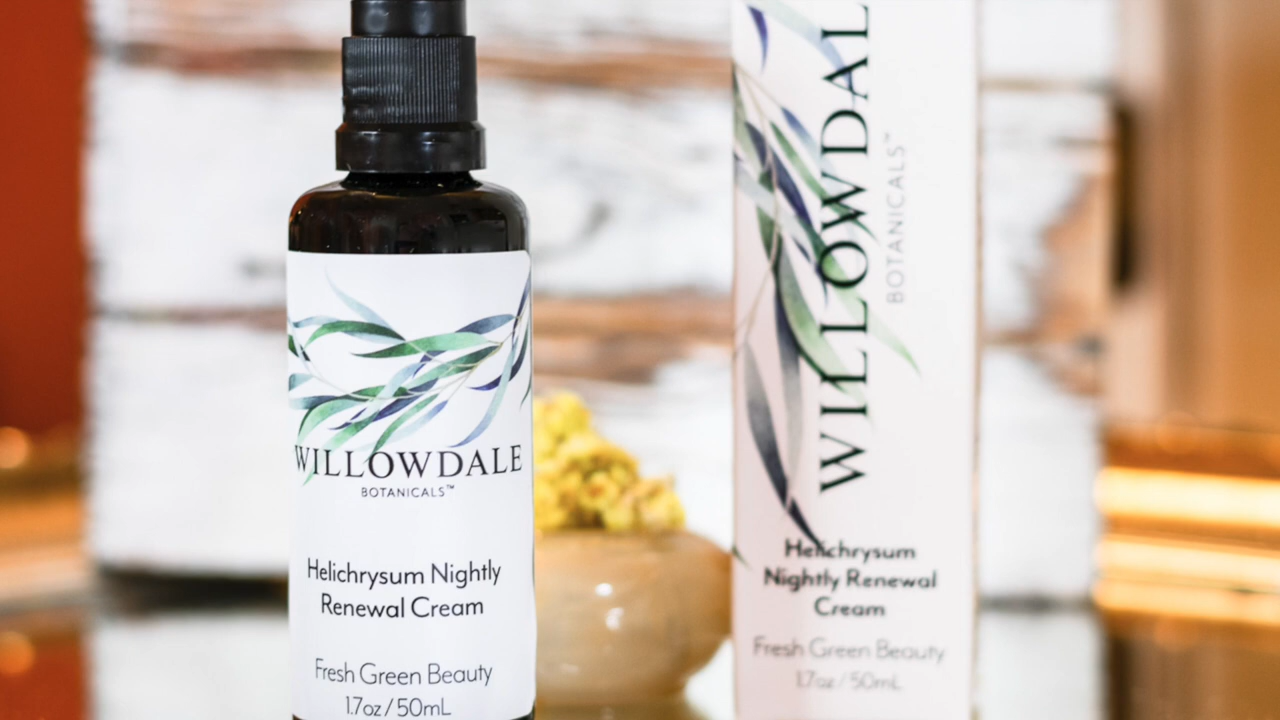 WILLOWDALE
BOTANICALS™
Helichrysum Nightly
Renewal Cream
Fresh Green Beauty
1.7oz / 50mL
WILLOWDAL
BOTANICALS™
Helichrysum
Nightly Renewal
Cream
Fresh Green Beauty
1.7oz / 50mL